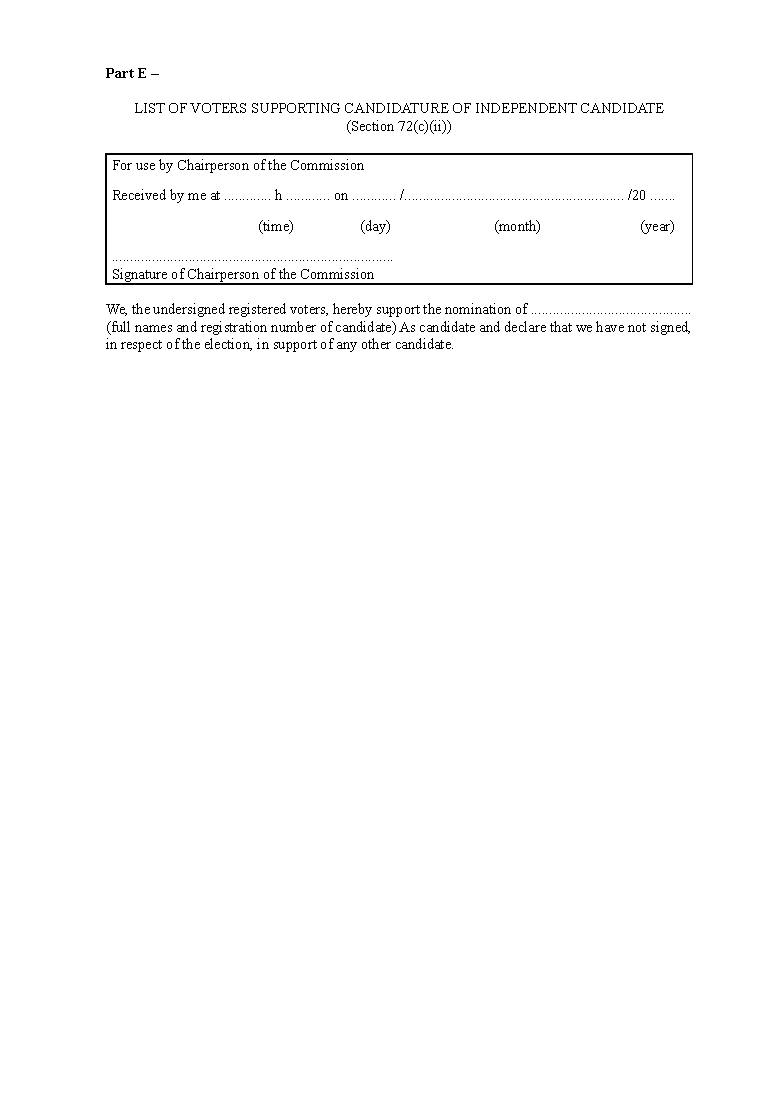 Part E –
LIST OF VOTERS SUPPORTING CANDIDATURE OF INDEPENDENT CANDIDATE
(Section 72(c)(ii))
For use by Chairperson of the Commission
Received by me at ............. h ............ on ............ /............................................................ /20 .......
(time) (day) (month) (year)
.............................................................................
Signature of Chairperson of the Commission
We, the undersigned registered voters, hereby support the nomination of ............................................
(full names and registration number of candidate) As candidate and declare that we have not signed,
in respect of the election, in support of any other candidate.